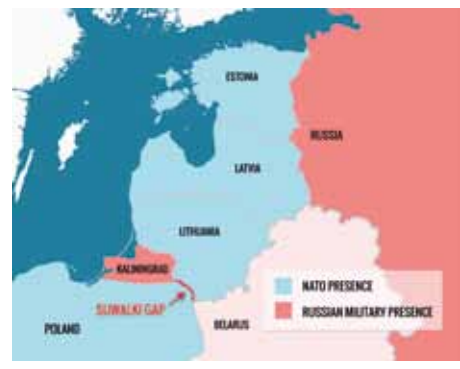 ESTONIA
RUSSIA
LATVIA
LITHUANIA
KALININGRAD
SUWALKI GAP
POLAND
BELARUS
NATO PRESENCE
RUSSIAN MILITARY PRESENCE